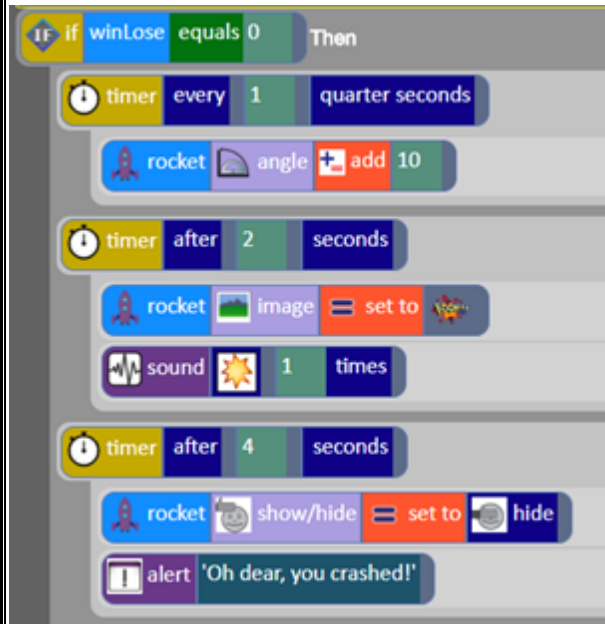 IF if winLose equals 0 Then
timer every 1 quarter seconds
rocket angle add 10
timer after 2 seconds
rocket image = set to
sound 1 times
timer after 4 seconds
rocket show/hide = set to hide
! alert 'Oh dear, you crashed!'